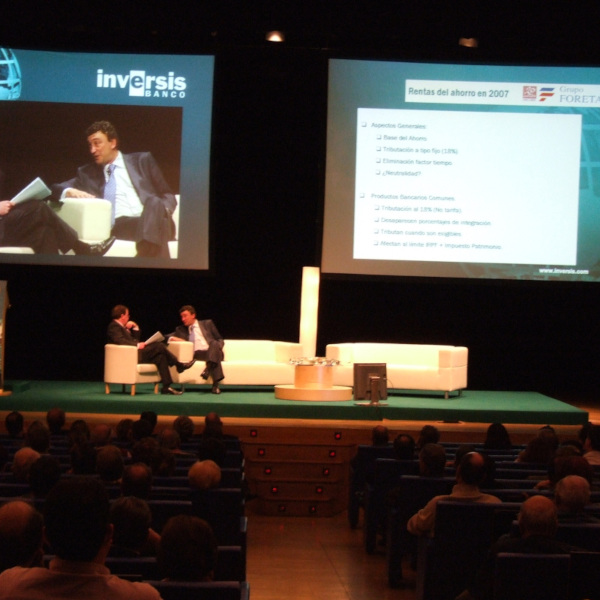 inversis
BANCO
Rentas del ahorro en 2007
Grupo
FORETA
Aspectos Generales:
Base del Ahorro.
Tributación a tipo fijo (18%)
Eliminación factor tiempo
¿Neutralidad?
Productos Bancarios Comunes:
Tributación al 18% (No tarifa)
Desaparecen porcentajes de integración
Tributan cuando son exigibles
Afectan si límite IRPF + Impuesto Patrimonio
www.inversis.com